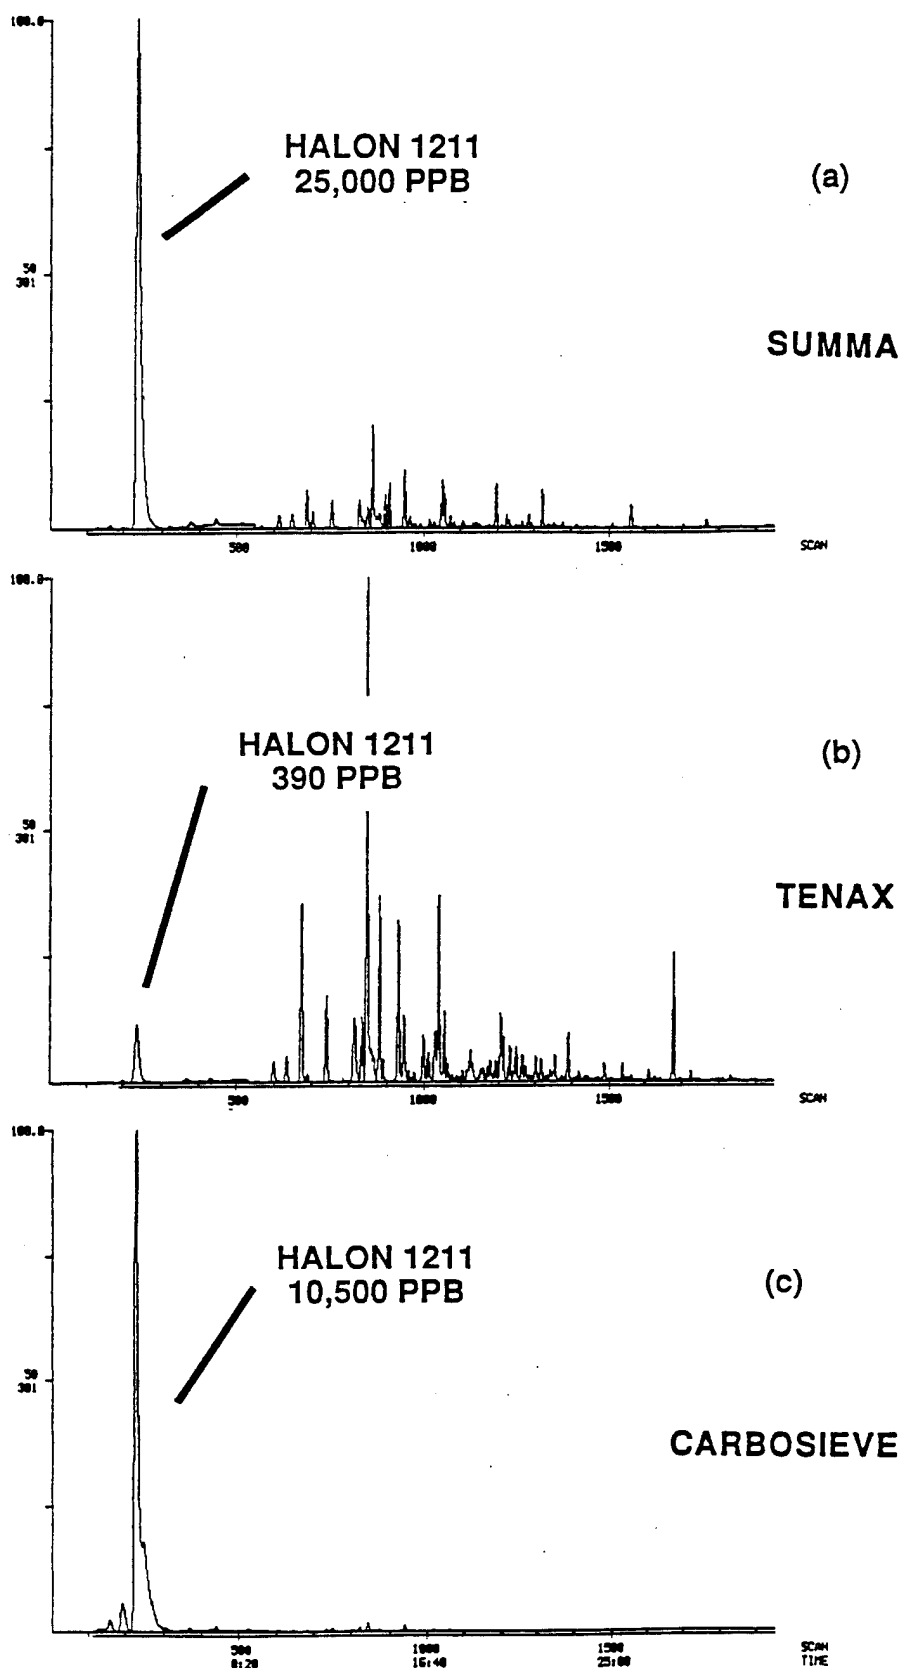 100.0
HALON 1211
25,000 PPB
(a)
50
301
SUMMA
500 1000 1500 SCAN
100.0
HALON 1211
390 PPB
(b)
50
301
TENAX
500 1000 1500 SCAN
100.0
HALON 1211
10,500 PPB
(c)
50
301
CARBOSIEVE
500 1000 1500 SCAN
8:20 16:40 25:00 TIME